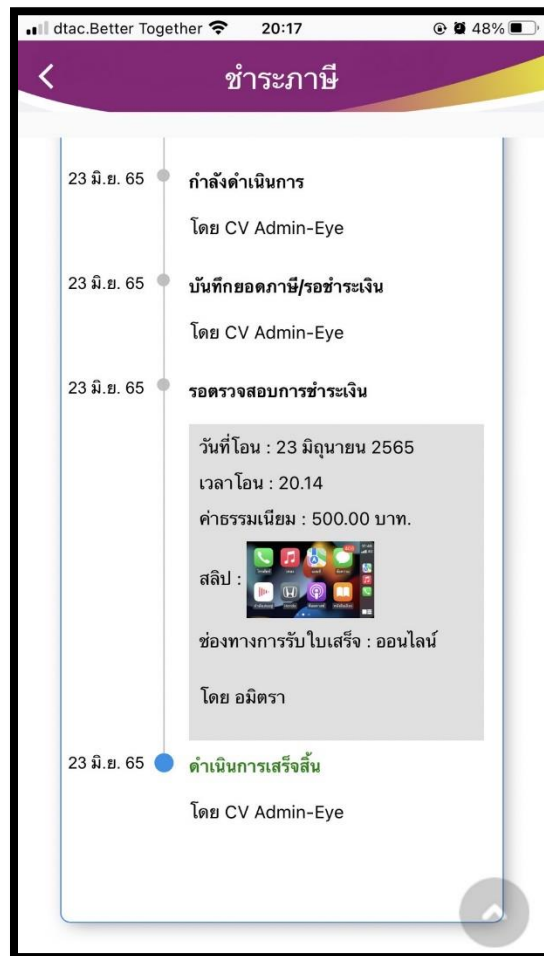 dtac.Better Together 20:17 48%
ชำระภาษี
23 มิ.ย. 65 กำลังดำเนินการ
โดย CV Admin-Eye
23 มิ.ย. 65 บันทึกยอดภาษี/รอชำระเงิน
โดย CV Admin-Eye
23 มิ.ย. 65 รอตรวจสอบการชำระเงิน
วันที่โอน : 23 มิถุนายน 2565
เวลาโอน : 20.14
ค่าธรรมเนียม : 500.00 บาท.
สลิป :
ช่องทางการรับใบเสร็จ : ออนไลน์
โดย อมิตรา
23 มิ.ย. 65 ดำเนินการเสร็จสิ้น
โดย CV Admin-Eye